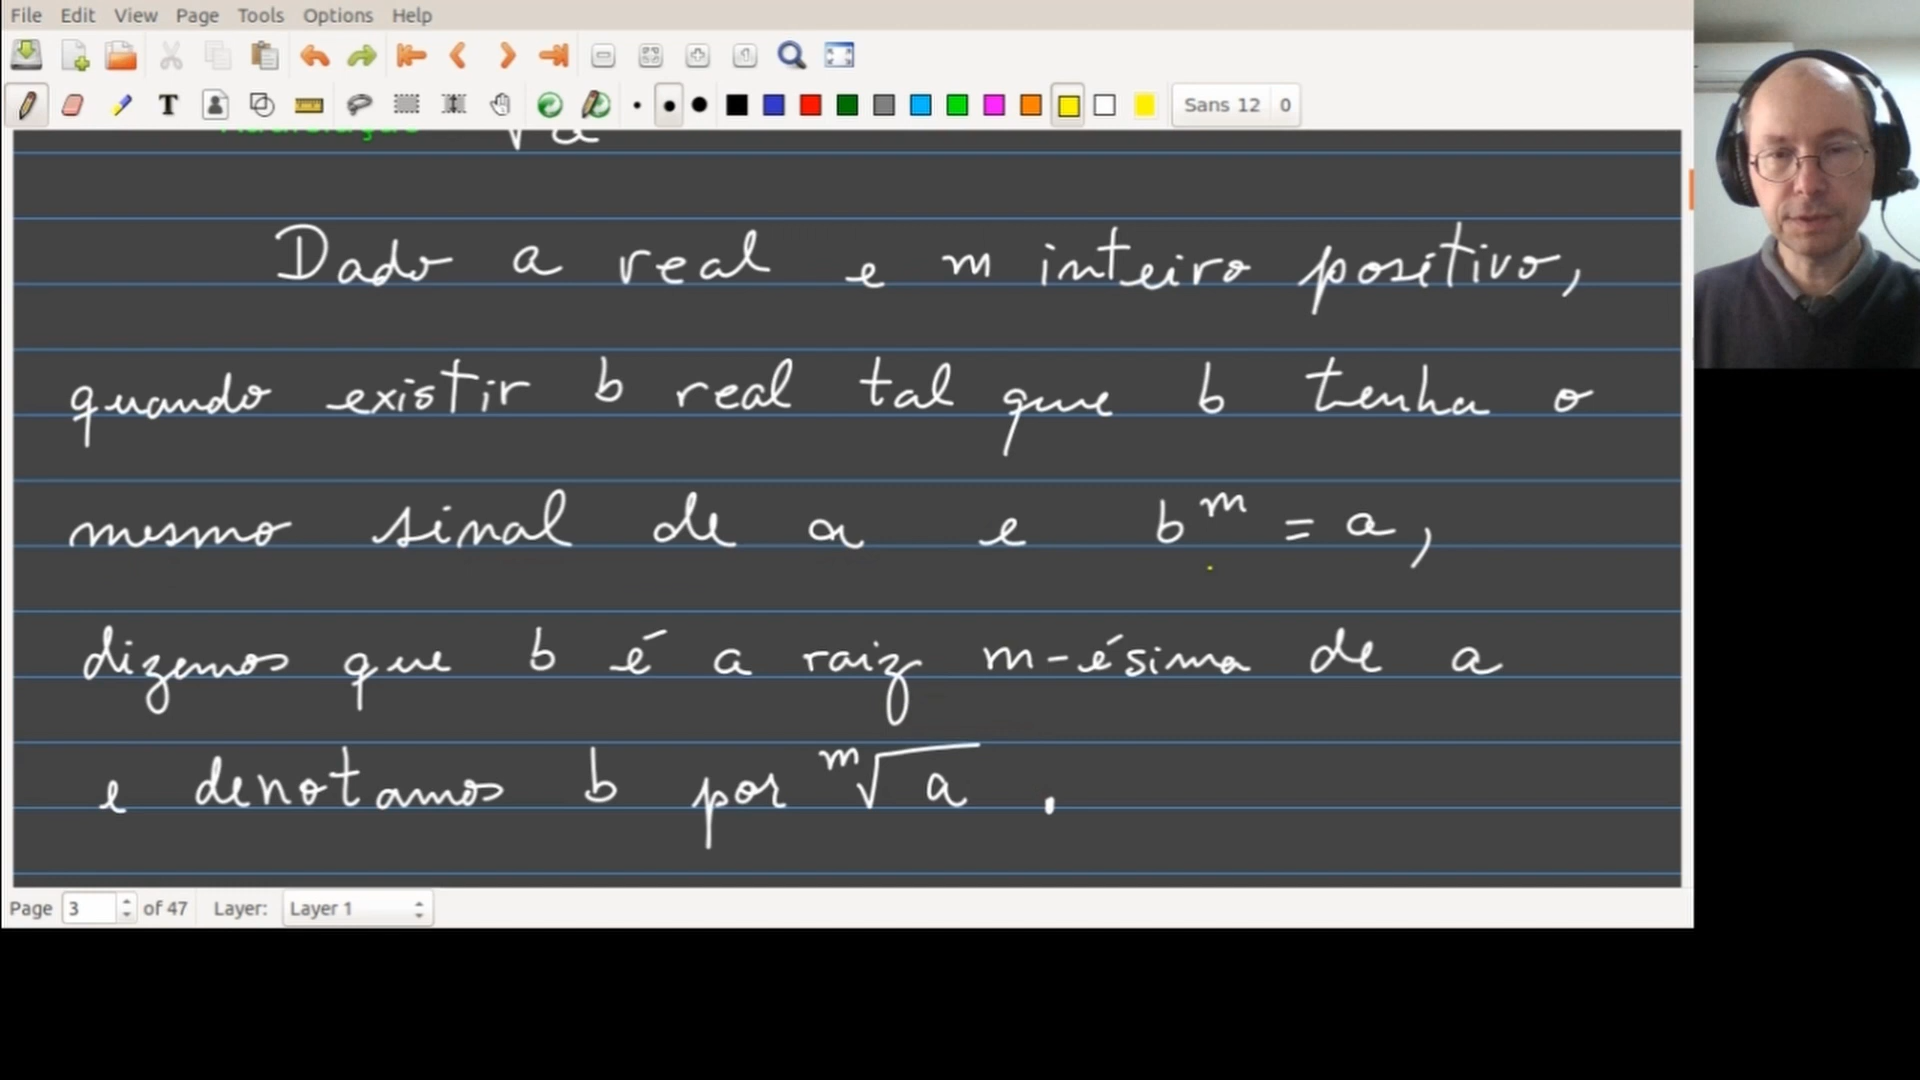 File Edit View Page Tools Options Help
Sans 12 0
√a
Dado a real e m inteiro positivo,
quando existir b real tal que b tenha o
mesmo sinal de a e b^m = a,
dizemos que b é a raiz m-ésima de a
e denotamos b por ᵐ√a .
Page 3 of 47 Layer: Layer 1